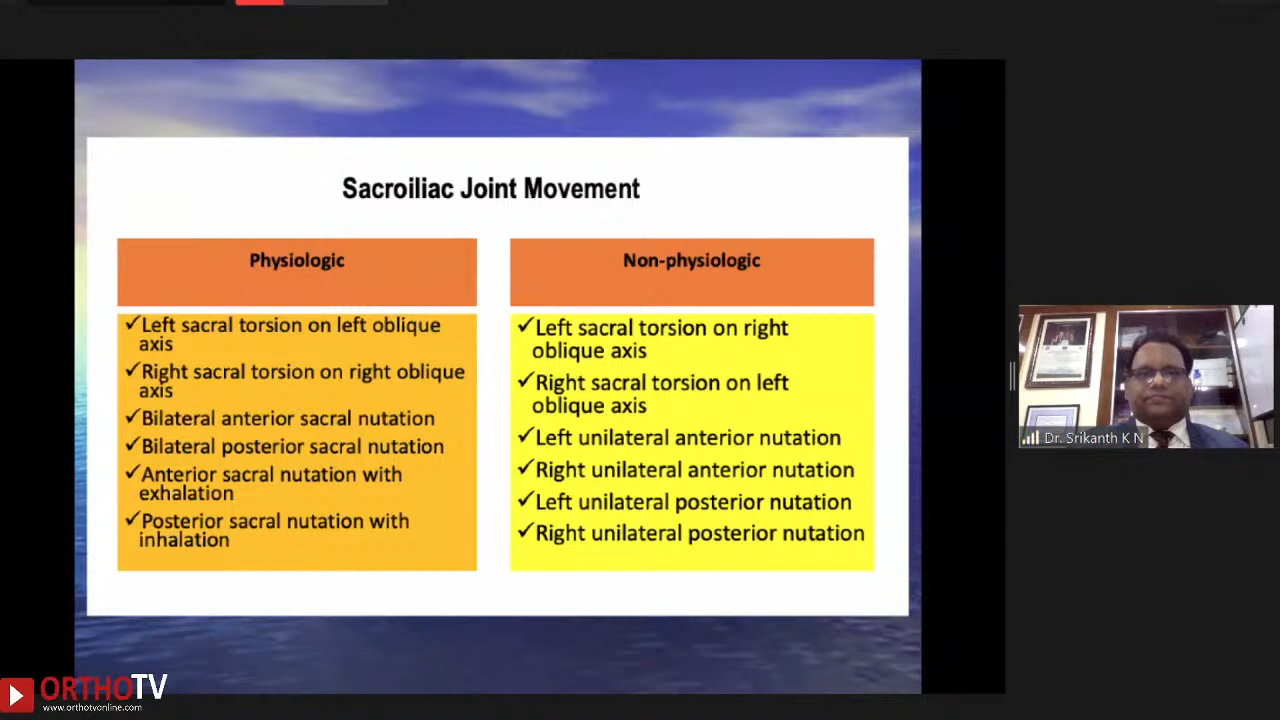 Sacroiliac Joint Movement
Physiologic
✓Left sacral torsion on left oblique
axis
✓Right sacral torsion on right oblique
axis
✓Bilateral anterior sacral nutation
✓Bilateral posterior sacral nutation
✓Anterior sacral nutation with
exhalation
✓Posterior sacral nutation with
inhalation
Non-physiologic
✓Left sacral torsion on right
oblique axis
✓Right sacral torsion on left
oblique axis
✓Left unilateral anterior nutation
✓Right unilateral anterior nutation
✓Left unilateral posterior nutation
✓Right unilateral posterior nutation
Dr. Srikanth K N
ORTHOTV
www.orthotvonline.com